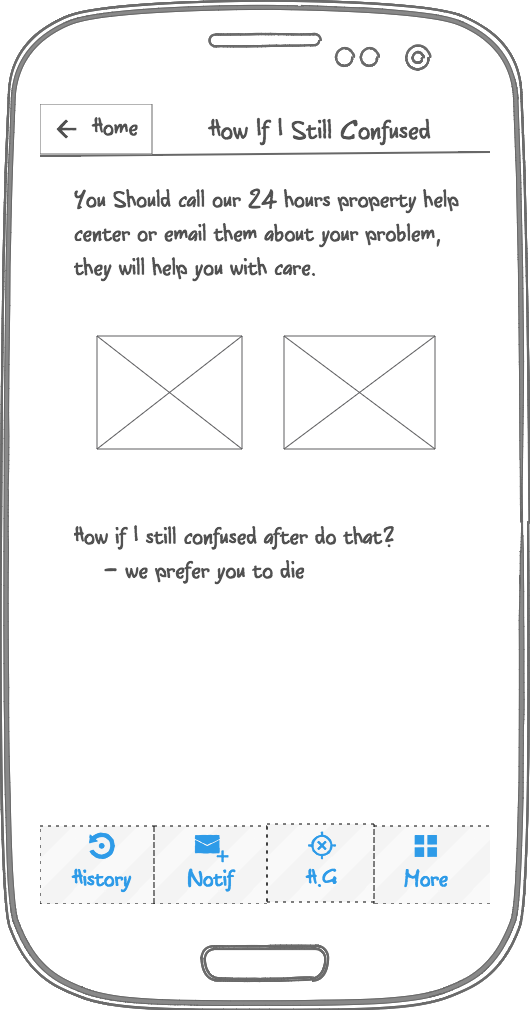 Home
How If I Still Confused
You Should call our 24 hours property help
center or email them about your problem,
they will help you with care.
How if I still confused after do that?
- we prefer you to die
History
Notif
H.G
More